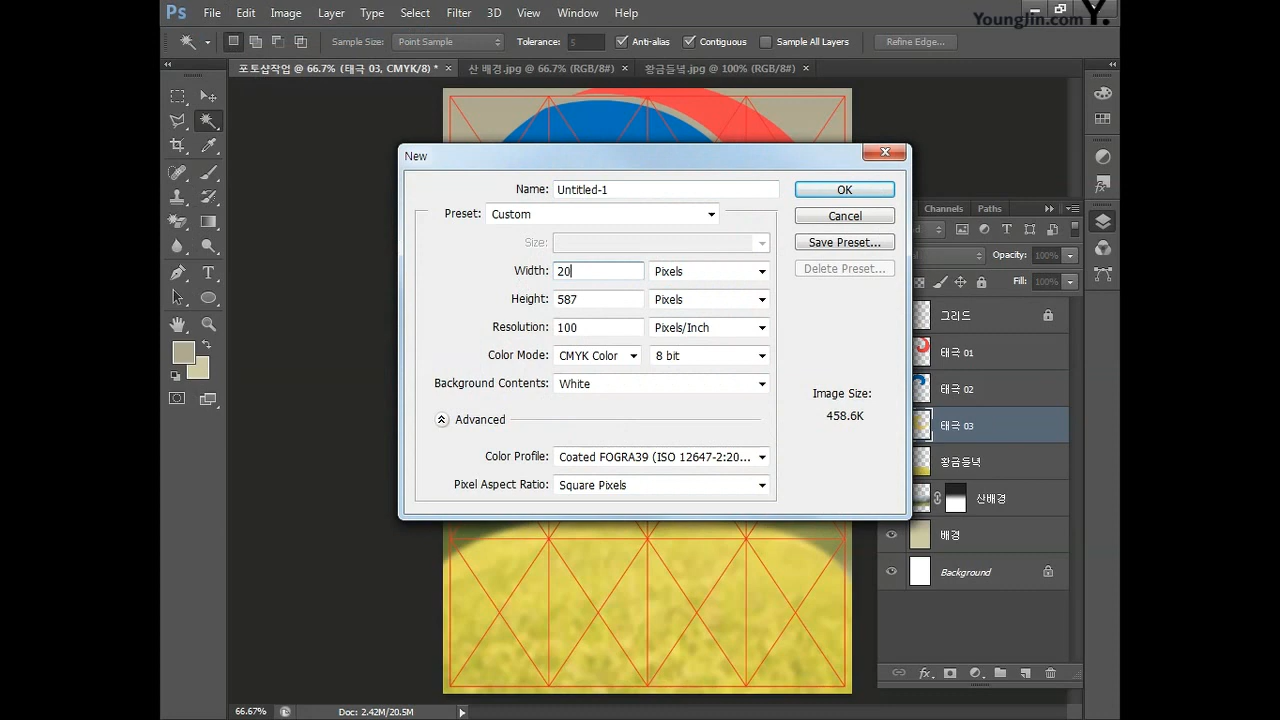 Ps File Edit Image Layer Type Select Filter 3D View Window Help
YoungJin.com Y.
Sample Size: Point Sample Tolerance: 5 Anti-alias Contiguous Sample All Layers Refine Edge...
포토샵작업 @ 66.7% (태극 03, CMYK/8) * × 산 배경.jpg @ 66.7% (RGB/8#) × 황금들녘.jpg @ 100% (RGB/8#) ×
New
Name: Untitled-1
OK
Preset: Custom
Cancel
Size:
Save Preset...
Width: 20 Pixels
Delete Preset...
Height: 587 Pixels
Resolution: 100 Pixels/Inch
Color Mode: CMYK Color 8 bit
Background Contents: White
Image Size:
458.6K
Advanced
Color Profile: Coated FOGRA39 (ISO 12647-2:20...
Pixel Aspect Ratio: Square Pixels
Channels Paths
Opacity: 100%
Fill: 100%
그리드
태극 01
태극 02
태극 03
황금들녘
산배경
배경
Background
66.67% Doc: 2.42M/20.5M